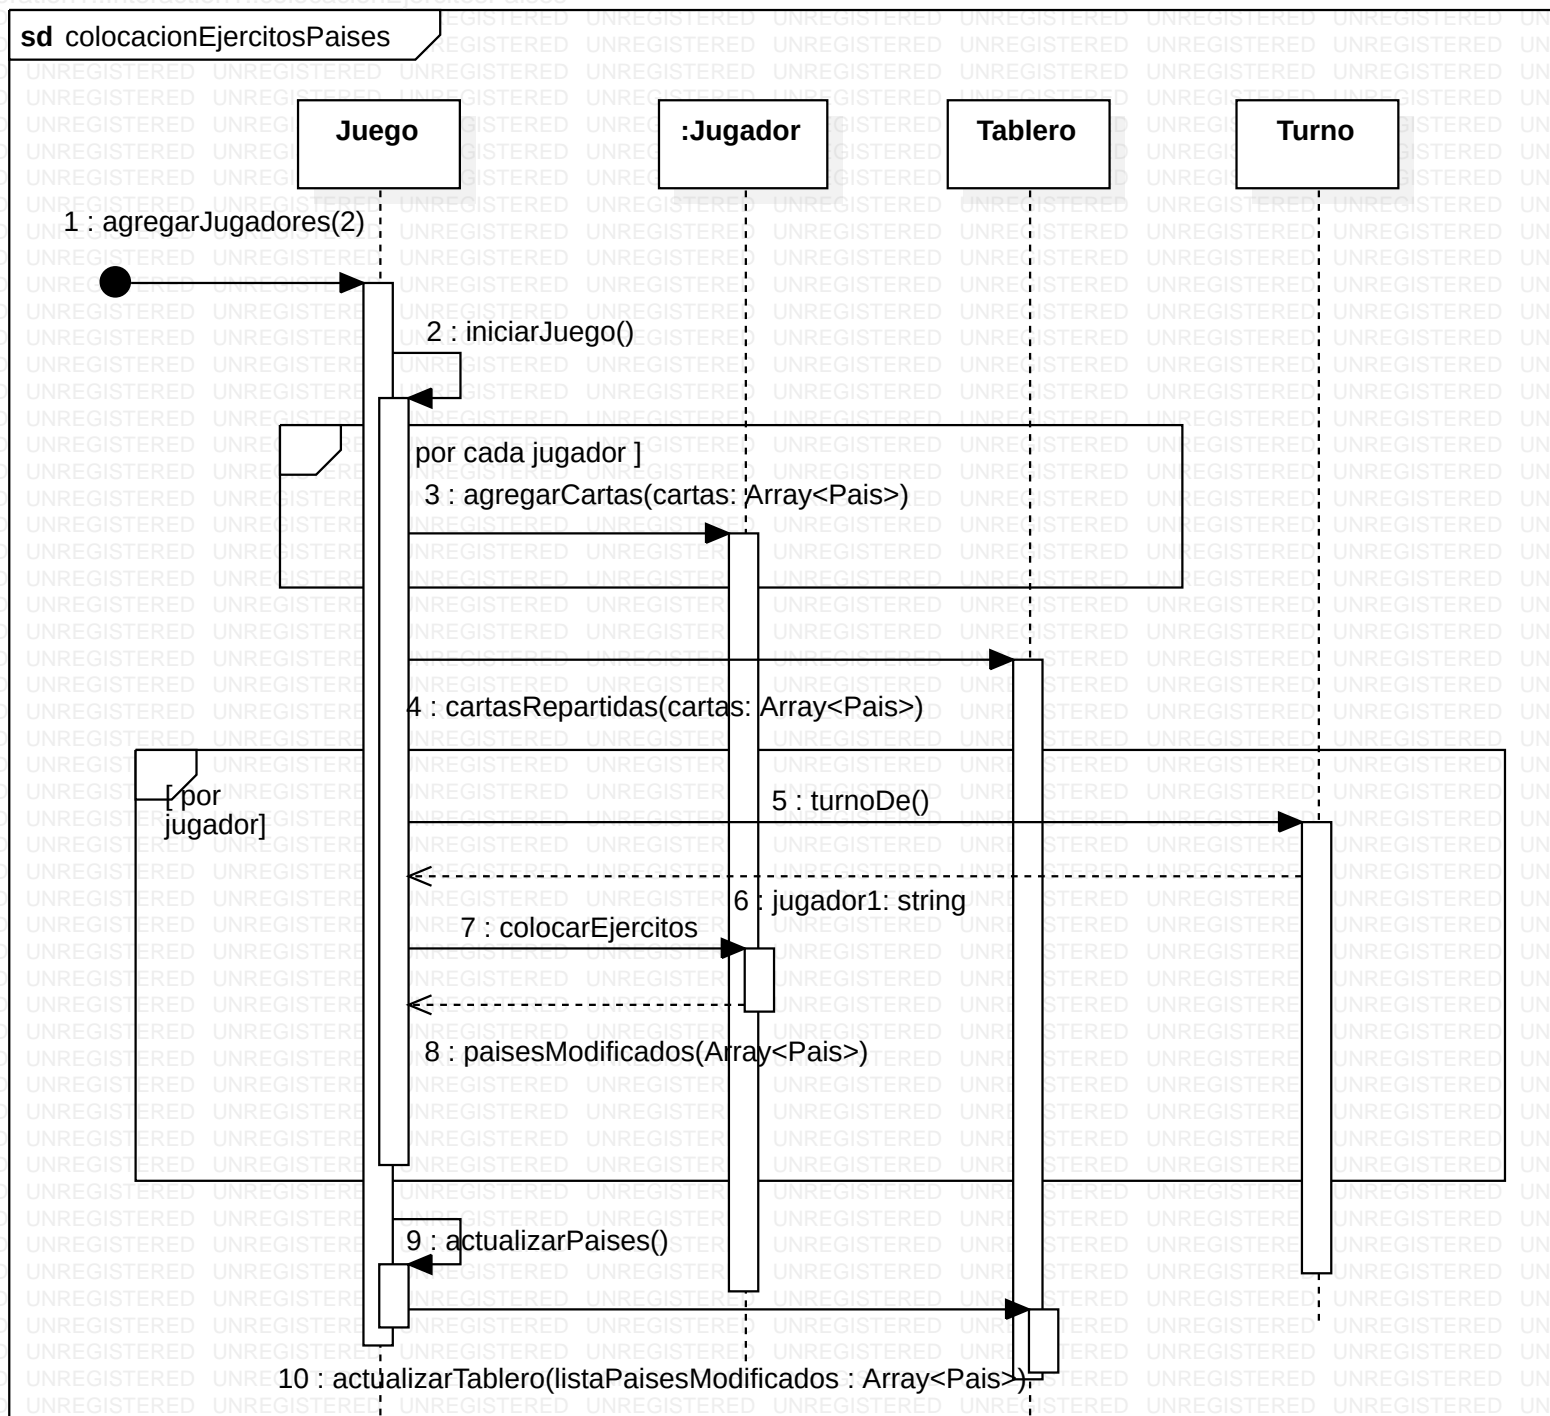 sd colocacionEjercitosPaises
Juego
:Jugador
Tablero
Turno
1 : agregarJugadores(2)
2 : iniciarJuego()
por cada jugador ]
3 : agregarCartas(cartas: Array<Pais>)
4 : cartasRepartidas(cartas: Array<Pais>)
[ por
jugador]
5 : turnoDe()
6 : jugador1: string
7 : colocarEjercitos
8 : paisesModificados(Array<Pais>)
9 : actualizarPaises()
10 : actualizarTablero(listaPaisesModificados : Array<Pais>)
UNREGISTERED